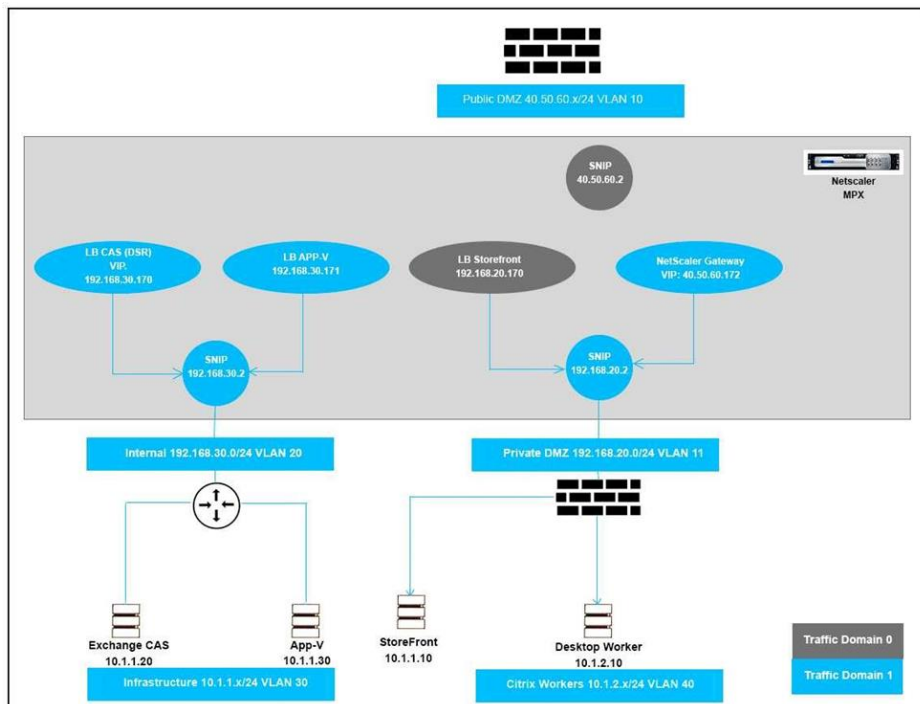 Public DMZ 40.50.60.x/24 VLAN 10
SNIP
40.50.60.2
Netscaler
MPX
LB CAS (DSR)
VIP.
192.168.30.170
LB APP-V
192.168.30.171
LB Storefront
192.168.20.170
NetScaler Gateway
VIP: 40.50.60.172
SNIP
192.168.30.2
SNIP
192.168.20.2
Internal 192.168.30.0/24 VLAN 20
Private DMZ 192.168.20.0/24 VLAN 11
Exchange CAS
10.1.1.20
App-V
10.1.1.30
StoreFront
10.1.1.10
Desktop Worker
10.1.2.10
Infrastructure 10.1.1.x/24 VLAN 30
Citrix Workers 10.1.2.x/24 VLAN 40
Traffic Domain 0
Traffic Domain 1